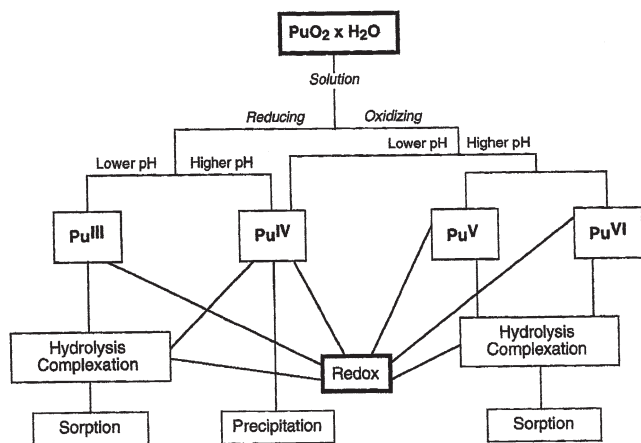 PuO2 x H2O
Solution
Reducing
Oxidizing
Lower pH
Higher pH
Lower pH
Higher pH
PuIII
PuIV
PuV
PuVI
Hydrolysis
Complexation
Redox
Hydrolysis
Complexation
Sorption
Precipitation
Sorption